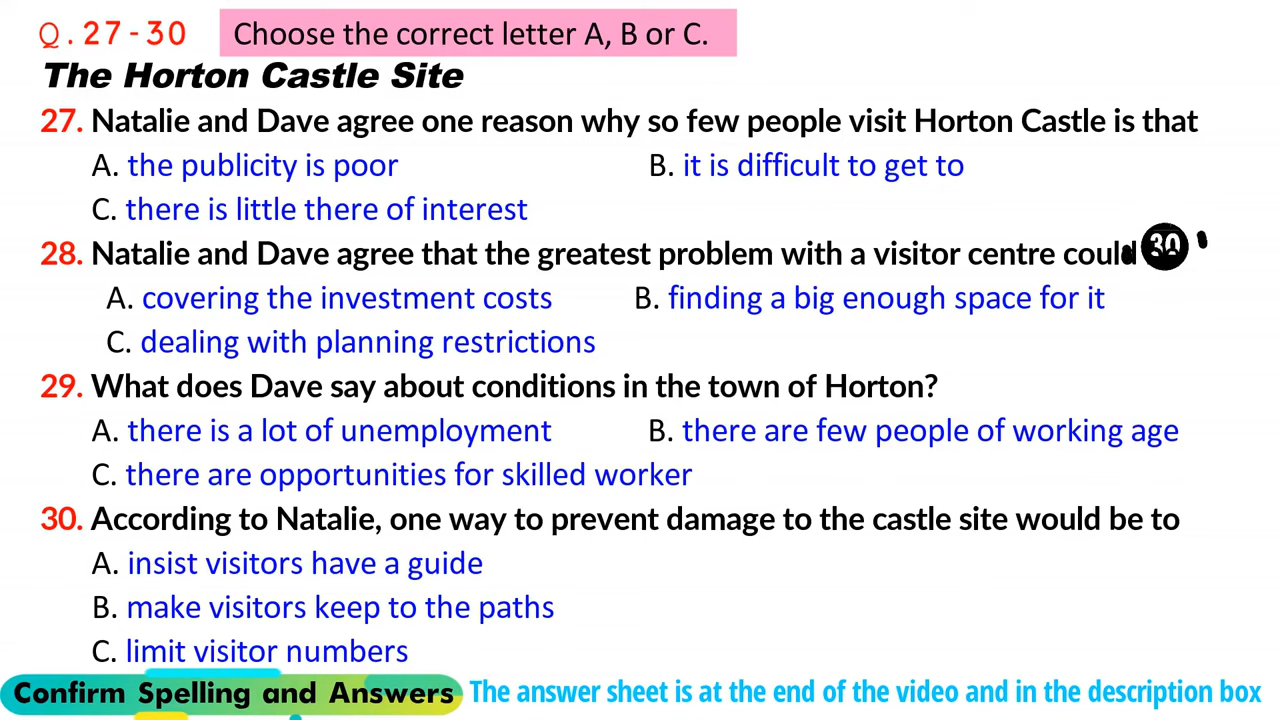 Q.27-30 Choose the correct letter A, B or C.
The Horton Castle Site
27. Natalie and Dave agree one reason why so few people visit Horton Castle is that
A. the publicity is poor B. it is difficult to get to
C. there is little there of interest
28. Natalie and Dave agree that the greatest problem with a visitor centre could
30
A. covering the investment costs B. finding a big enough space for it
C. dealing with planning restrictions
29. What does Dave say about conditions in the town of Horton?
A. there is a lot of unemployment B. there are few people of working age
C. there are opportunities for skilled worker
30. According to Natalie, one way to prevent damage to the castle site would be to
A. insist visitors have a guide
B. make visitors keep to the paths
C. limit visitor numbers
Confirm Spelling and Answers The answer sheet is at the end of the video and in the description box